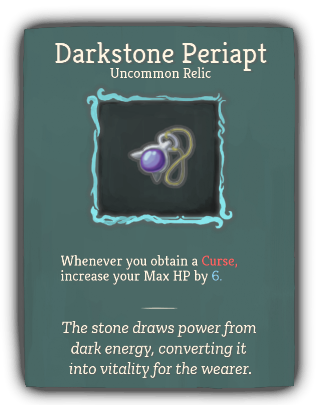 Darkstone Periapt
Uncommon Relic
Whenever you obtain a Curse,
increase your Max HP by 6.
The stone draws power from
dark energy, converting it
into vitality for the wearer.